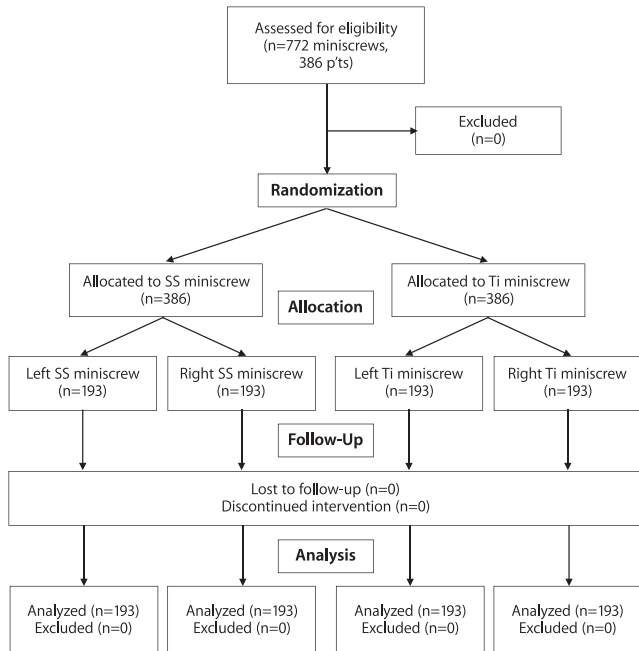 Assessed for eligibility
(n=772 miniscrews,
386 p'ts)
Excluded
(n=0)
Randomization
Allocated to SS miniscrew
(n=386)
Allocated to Ti miniscrew
(n=386)
Allocation
Left SS miniscrew
(n=193)
Right SS miniscrew
(n=193)
Left Ti miniscrew
(n=193)
Right Ti miniscrew
(n=193)
Follow-Up
Lost to follow-up (n=0)
Discontinued intervention (n=0)
Analysis
Analyzed (n=193)
Excluded (n=0)
Analyzed (n=193)
Excluded (n=0)
Analyzed (n=193)
Excluded (n=0)
Analyzed (n=193)
Excluded (n=0)